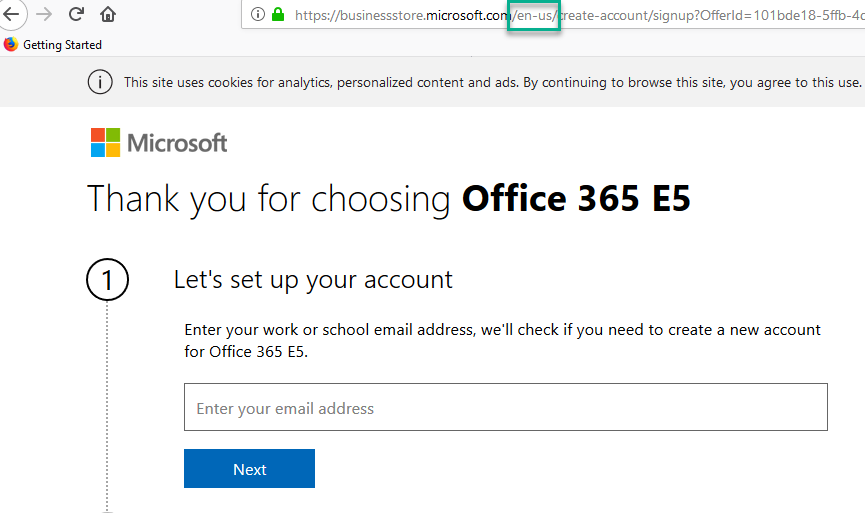 https://businessstore.microsoft.com/en-us/create-account/signup?OfferId=101bde18-5ffb-4d
Getting Started
This site uses cookies for analytics, personalized content and ads. By continuing to browse this site, you agree to this use.
Microsoft
Thank you for choosing Office 365 E5
1
Let's set up your account
Enter your work or school email address, we'll check if you need to create a new account
for Office 365 E5.
Enter your email address
Next